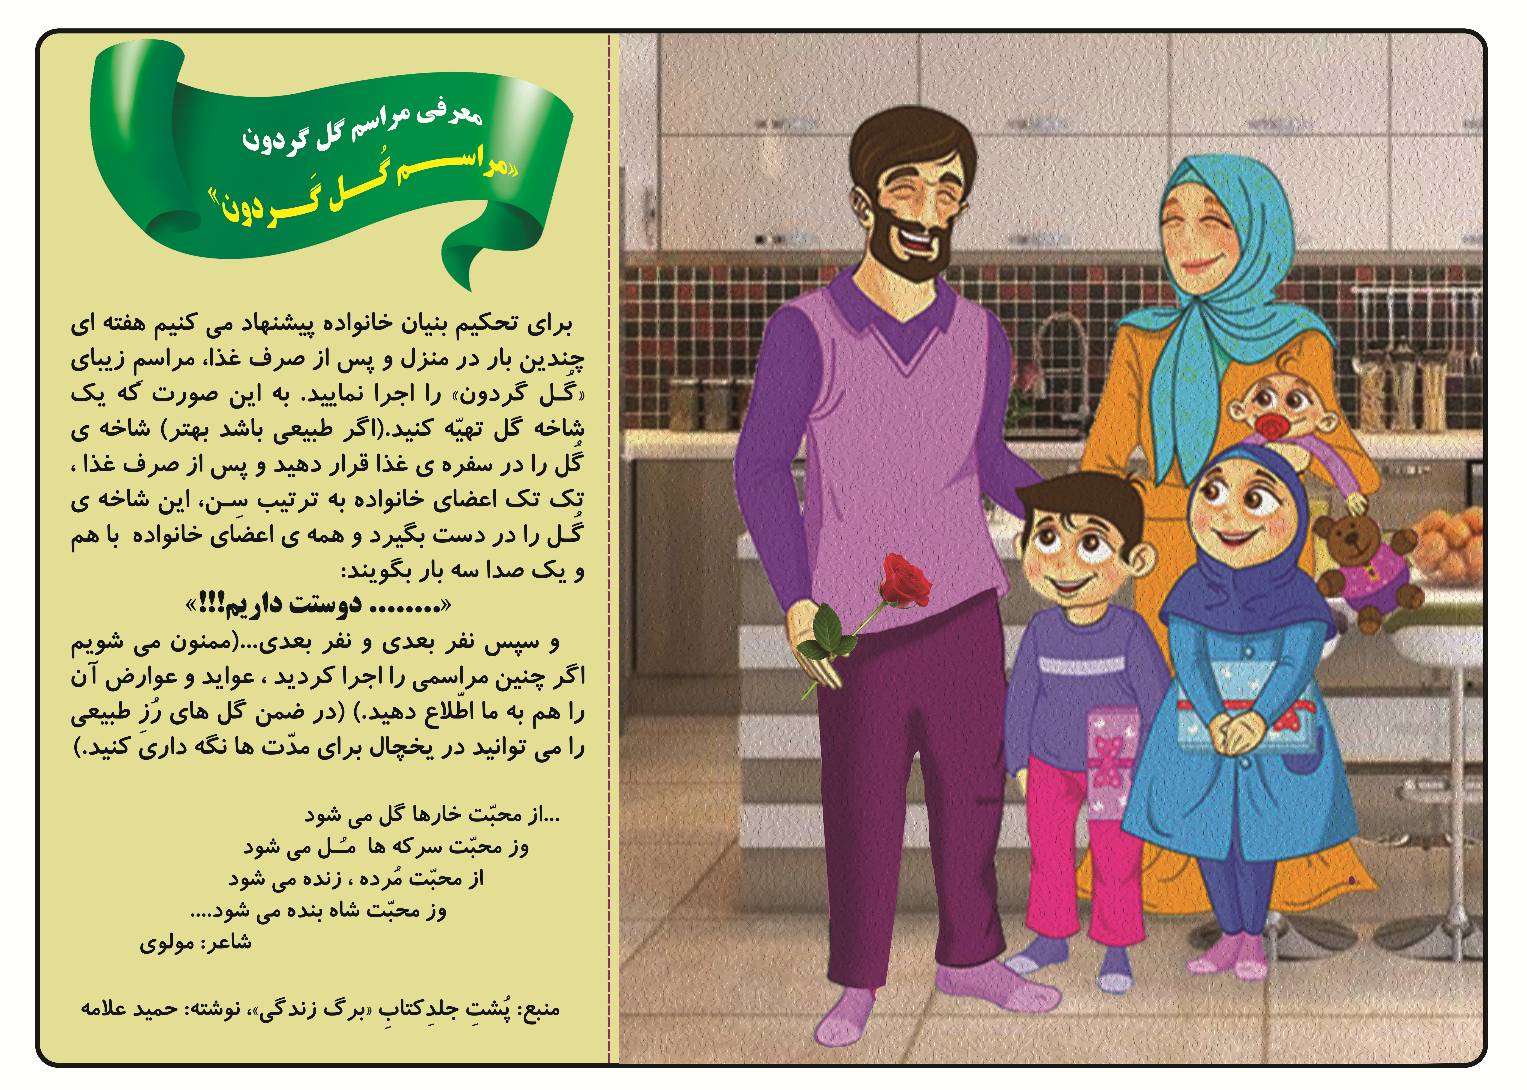 معرفی مراسم گل گردون
«مراسـم گُـل گَـردون»
برای تحکیم بنیان خانواده پیشنهاد می کنیم هفته ای
چندین بار در منزل و پس از صرف غذا، مراسم زیبای
«گُـل گردون» را اجرا نمایید. به این صورت که یک
شاخه گل تهیّه کنید.(اگر طبیعی باشد بهتر) شاخه ی
گُل را در سفره ی غذا قرار دهید و پس از صرف غذا ،
تک تک اعضای خانواده به ترتیب سِـن، این شاخه ی
گُـل را در دست بگیرد و همه ی اعضای خانواده با هم
و یک صدا سه بار بگویند:
«........ دوستت داریم!!!»
و سپس نفر بعدی و نفر بعدی...(ممنون می شویم
اگر چنین مراسمی را اجرا کردید ، عواید و عوارض آن
را هم به ما اطّلاع دهید.) (در ضمن گل های رُزِ طبیعی
را می توانید در یخچال برای مدّت ها نگه داری کنید.)
...از محبّت خارها گل می شود
وز محبّت سرکه ها مُـل می شود
از محبّت مُرده ، زنده می شود
وز محبّت شاه بنده می شود....
شاعر: مولوی
منبع: پُشتِ جلدِکتابِ «برگ زندگی»، نوشته: حمید علامه